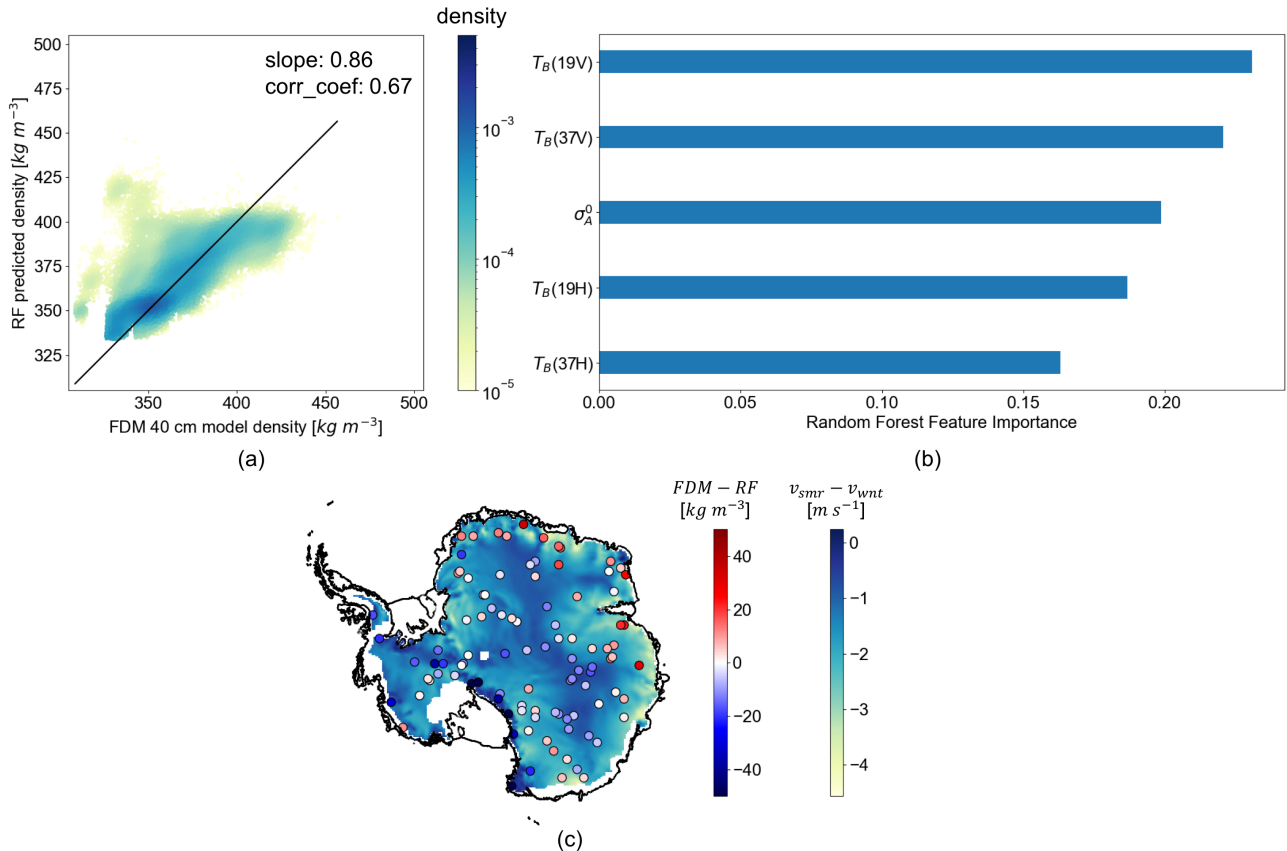 density
slope: 0.86
corr_coef: 0.67
500
475
450
425
400
375
350
325
RF predicted density [kg m⁻³]
350
400
450
500
FDM 40 cm model density [kg m⁻³]
10⁻³
10⁻⁴
10⁻⁵
(a)
T_B(19V)
T_B(37V)
σ_A^0
T_B(19H)
T_B(37H)
0.00
0.05
0.10
0.15
0.20
Random Forest Feature Importance
(b)
FDM − RF
[kg m⁻³]
40
20
0
−20
−40
v_smr − v_wnt
[m s⁻¹]
0
−1
−2
−3
−4
(c)